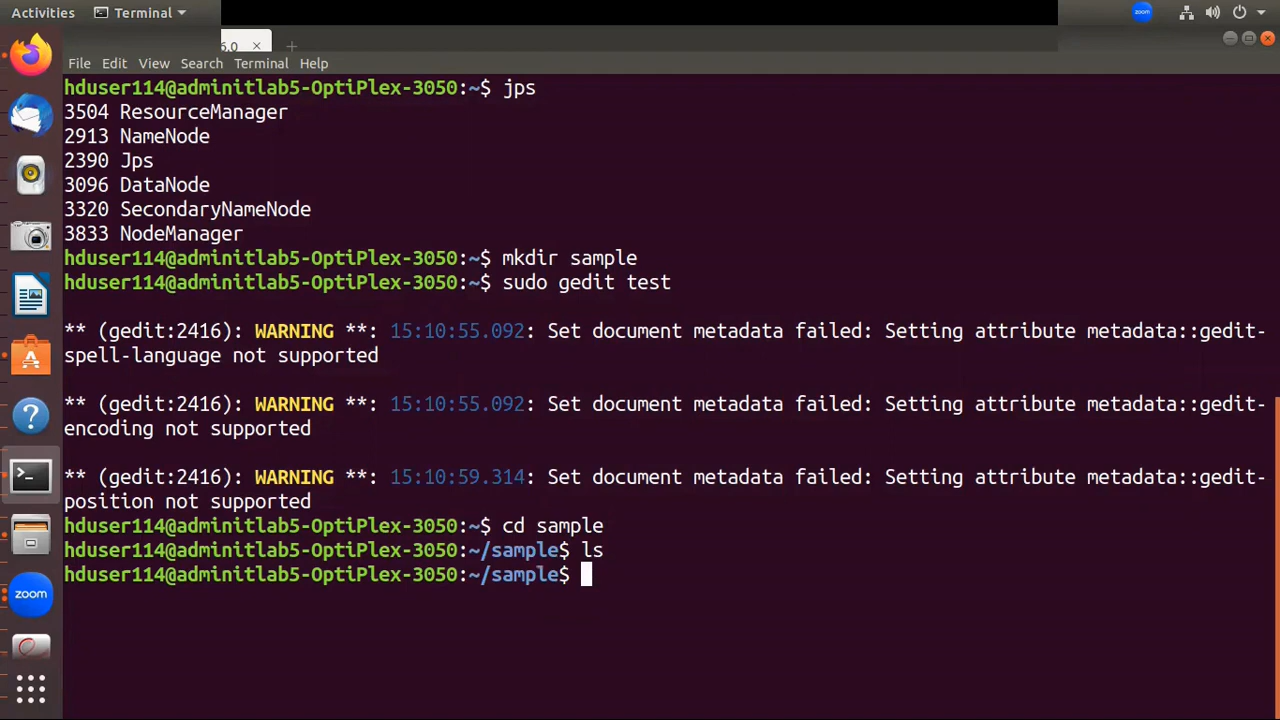 Activities Terminal zoom
6.0 × +
File Edit View Search Terminal Help
hduser114@adminitlab5-OptiPlex-3050:~$ jps
3504 ResourceManager
2913 NameNode
2390 Jps
3096 DataNode
3320 SecondaryNameNode
3833 NodeManager
hduser114@adminitlab5-OptiPlex-3050:~$ mkdir sample
hduser114@adminitlab5-OptiPlex-3050:~$ sudo gedit test
** (gedit:2416): WARNING **: 15:10:55.092: Set document metadata failed: Setting attribute metadata::gedit-
spell-language not supported
** (gedit:2416): WARNING **: 15:10:55.092: Set document metadata failed: Setting attribute metadata::gedit-
encoding not supported
** (gedit:2416): WARNING **: 15:10:59.314: Set document metadata failed: Setting attribute metadata::gedit-
position not supported
hduser114@adminitlab5-OptiPlex-3050:~$ cd sample
hduser114@adminitlab5-OptiPlex-3050:~/sample$ ls
hduser114@adminitlab5-OptiPlex-3050:~/sample$
zoom